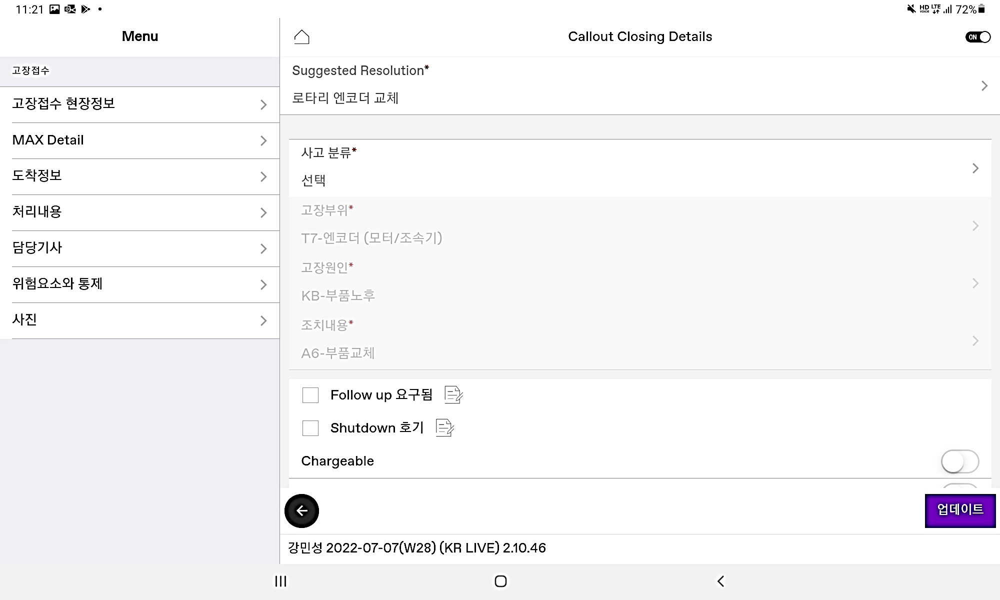 11:21
HD VOICE LTE 72%
Menu
고장접수
고장접수 현장정보
MAX Detail
도착정보
처리내용
담당기사
위험요소와 통제
사진
Callout Closing Details
ON
Suggested Resolution*
로타리 엔코더 교체
사고 분류*
선택
고장부위*
T7-엔코더 (모터/조속기)
고장원인*
KB-부품노후
조치내용*
A6-부품교체
Follow up 요구됨
Shutdown 호기
Chargeable
업데이트
강민성 2022-07-07(W28) (KR LIVE) 2.10.46